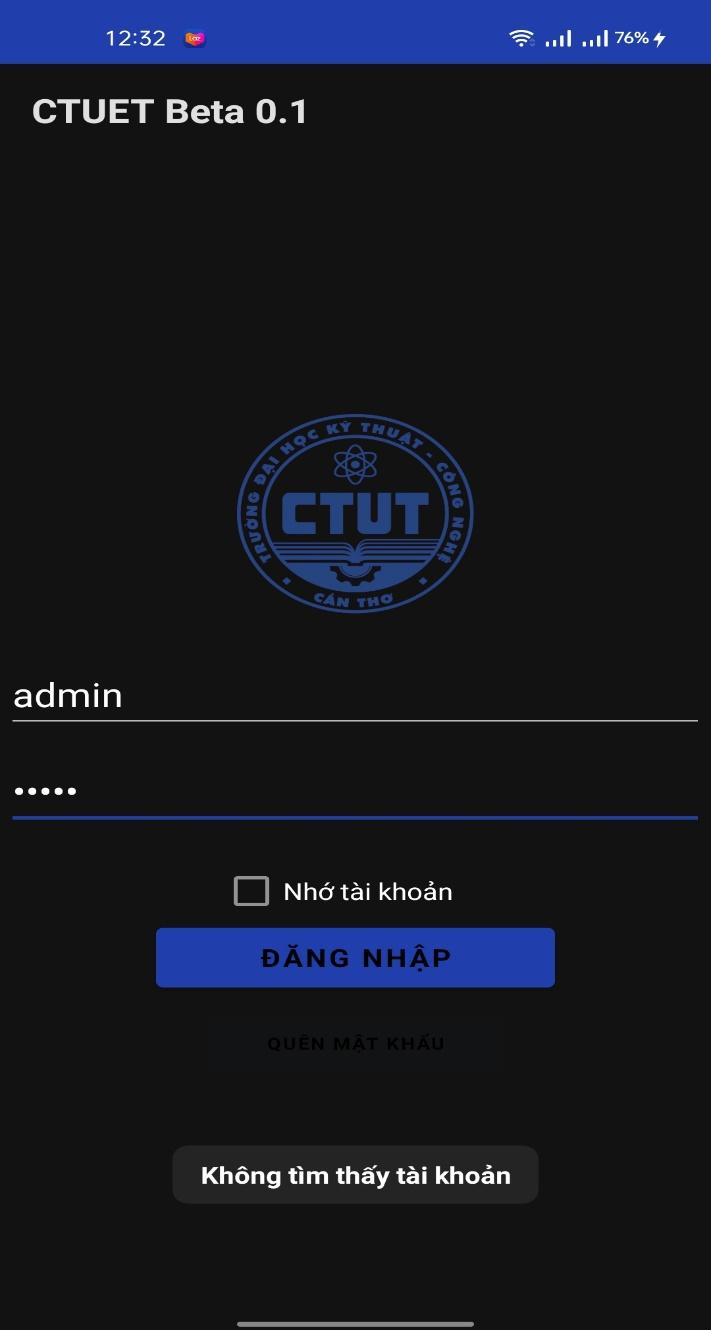 12:32
76%
CTUET Beta 0.1
TRƯỜNG ĐẠI HỌC KỸ THUẬT - CÔNG NGHỆ
CTUT
CẦN THƠ
admin
•••••
Nhớ tài khoản
ĐĂNG NHẬP
QUÊN MẬT KHẨU
Không tìm thấy tài khoản